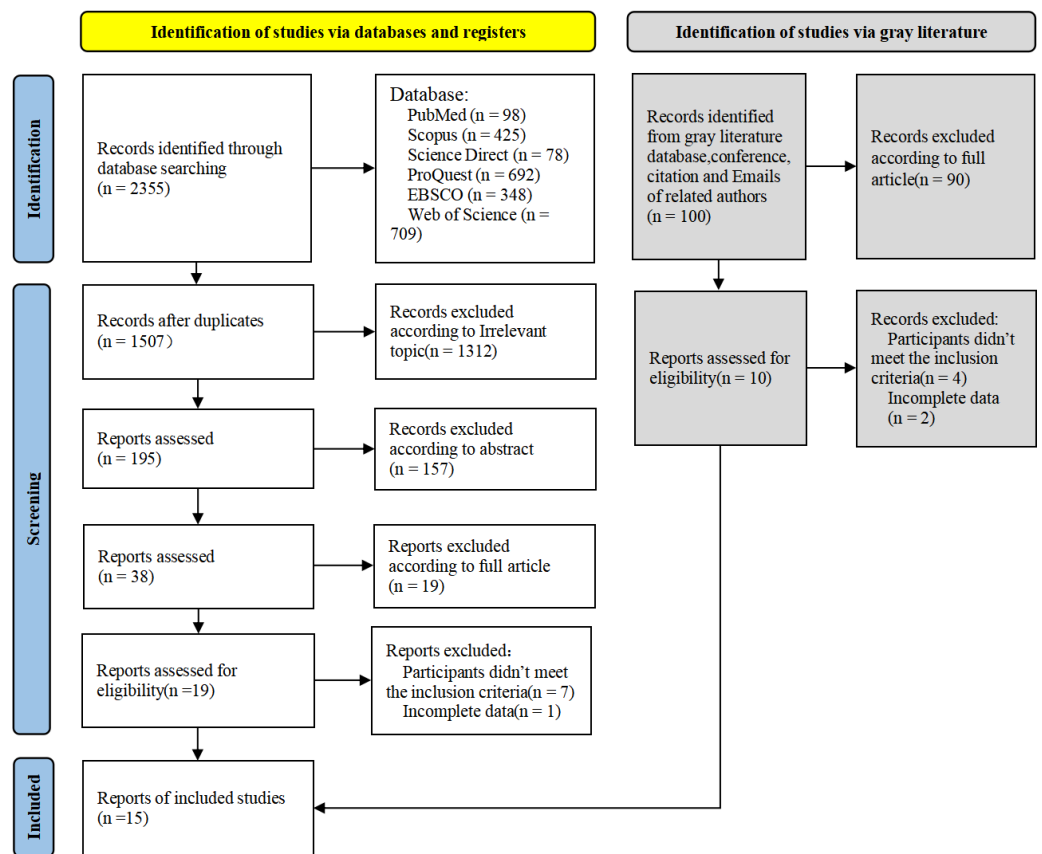 Identification of studies via databases and registers
Identification of studies via gray literature
Identification
Records identified through
database searching
(n = 2355)
Database:
PubMed (n = 98)
Scopus (n = 425)
Science Direct (n = 78)
ProQuest (n = 692)
EBSCO (n = 348)
Web of Science (n =
709)
Records identified
from gray literature
database,conference,
citation and Emails
of related authors
(n = 100)
Records excluded
according to full
article(n = 90)
Screening
Records after duplicates
(n = 1507）
Records excluded
according to Irrelevant
topic(n = 1312)
Reports assessed for
eligibility(n = 10)
Records excluded:
Participants didn’t
meet the inclusion
criteria(n = 4)
Incomplete data
(n = 2)
Reports assessed
(n = 195)
Records excluded
according to abstract
(n = 157)
Reports assessed
(n = 38)
Reports excluded
according to full article
(n = 19)
Reports assessed for
eligibility(n =19)
Reports excluded：
Participants didn’t meet
the inclusion criteria(n = 7)
Incomplete data(n = 1)
Included
Reports of included studies
(n =15)